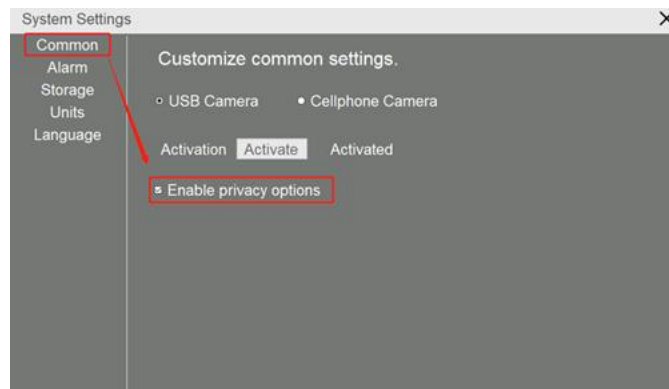 System Settings
Common
Alarm
Storage
Units
Language
Customize common settings.
USB Camera Cellphone Camera
Activation Activate Activated
Enable privacy options